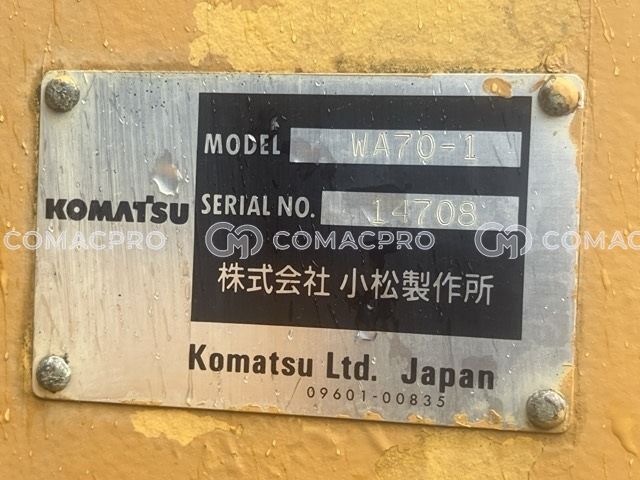 MODEL WA70-1
KOMATSU
SERIAL NO. 14708
COMACPRO COMACPRO COMACPRO
株式会社 小松製作所
Komatsu Ltd. Japan
09601-00835